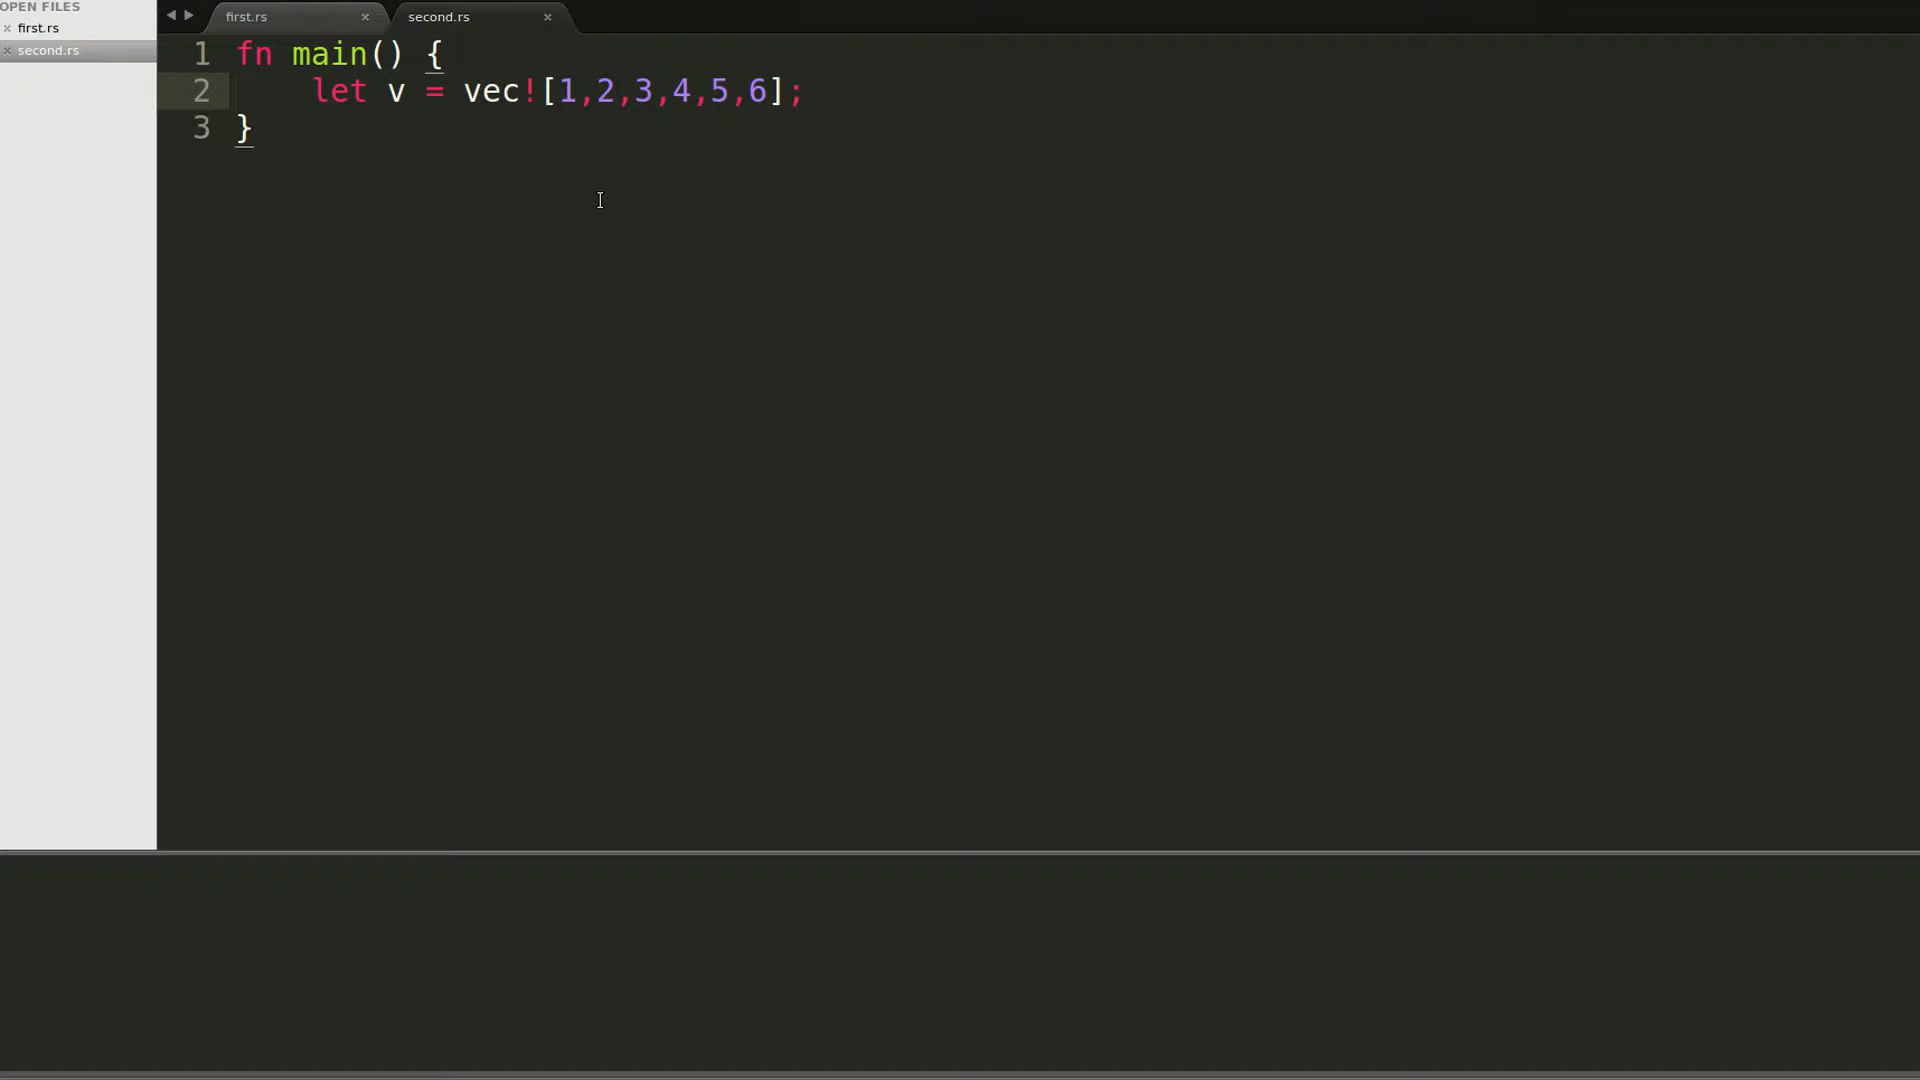 OPEN FILES
× first.rs
× second.rs
◀ ▶ first.rs × second.rs ×
1 fn main() {
2     let v = vec![1,2,3,4,5,6];
3 }